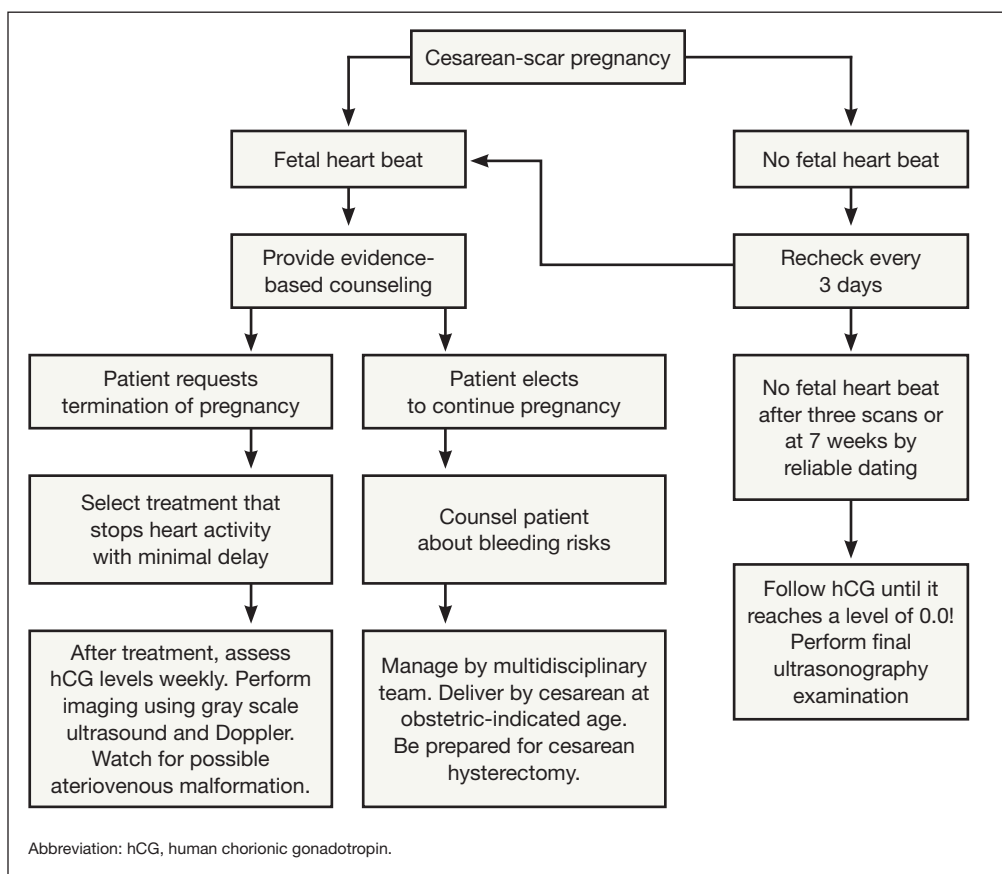 Cesarean-scar pregnancy
Fetal heart beat
No fetal heart beat
Provide evidence-
based counseling
Recheck every
3 days
Patient requests
termination of pregnancy
Patient elects
to continue pregnancy
No fetal heart beat
after three scans or
at 7 weeks by
reliable dating
Select treatment that
stops heart activity
with minimal delay
Counsel patient
about bleeding risks
Follow hCG until it
reaches a level of 0.0!
Perform final
ultrasonography
examination
After treatment, assess
hCG levels weekly. Perform
imaging using gray scale
ultrasound and Doppler.
Watch for possible
ateriovenous malformation.
Manage by multidisciplinary
team. Deliver by cesarean at
obstetric-indicated age.
Be prepared for cesarean
hysterectomy.
Abbreviation: hCG, human chorionic gonadotropin.